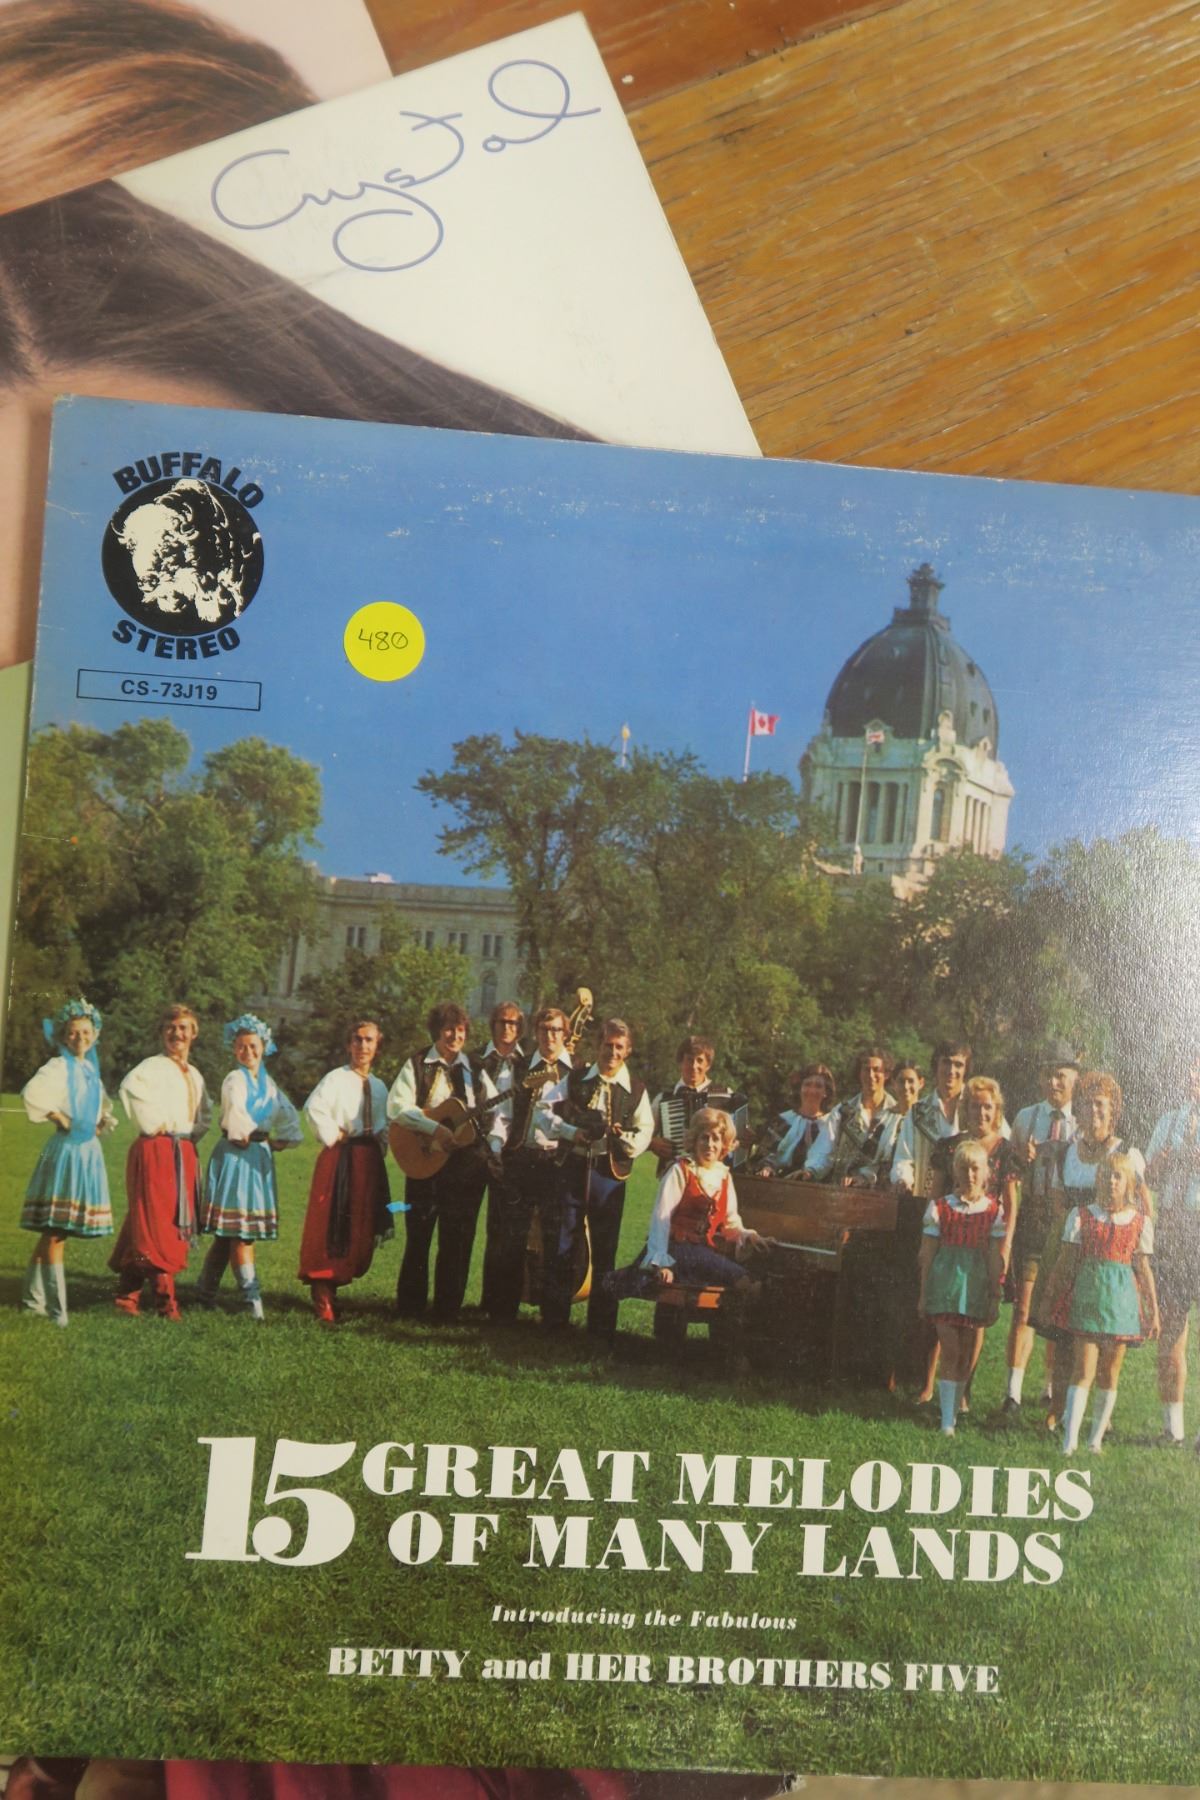 Crystal
BUFFALO
STEREO
CS-73J19
480
15 GREAT MELODIES
OF MANY LANDS
Introducing the Fabulous
BETTY and HER BROTHERS FIVE